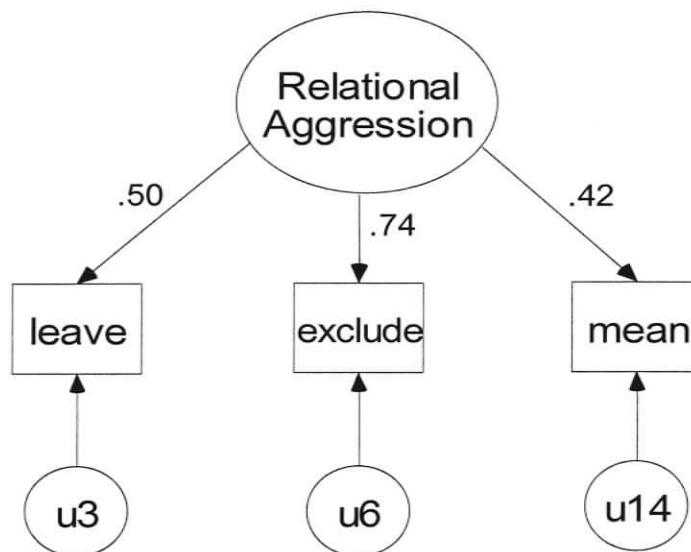 Relational
Aggression
.50
.74
.42
leave
exclude
mean
u3
u6
u14